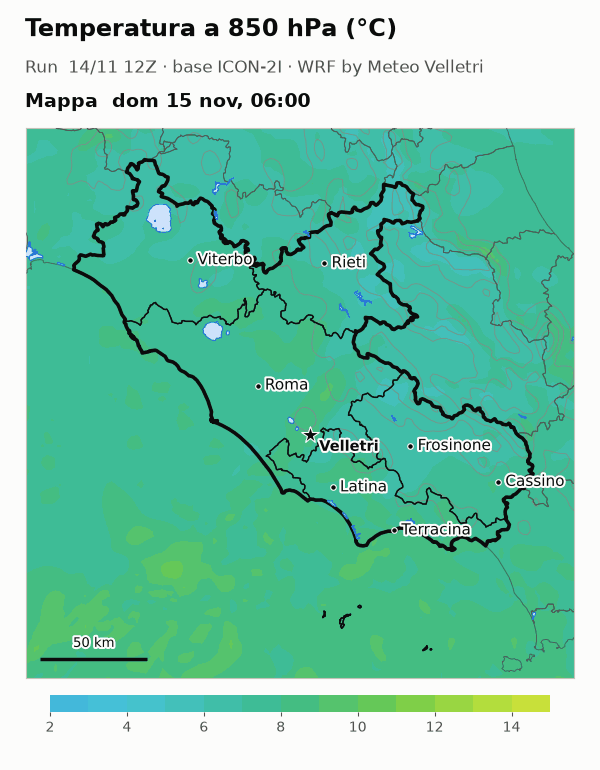 Temperatura a 850 hPa (°C)
Run  14/11 12Z · base ICON-2I · WRF by Meteo Velletri
Mappa  dom 15 nov, 06:00
Viterbo
Rieti
Roma
Velletri
Frosinone
Cassino
Latina
Terracina
50 km
2 4 6 8 10 12 14